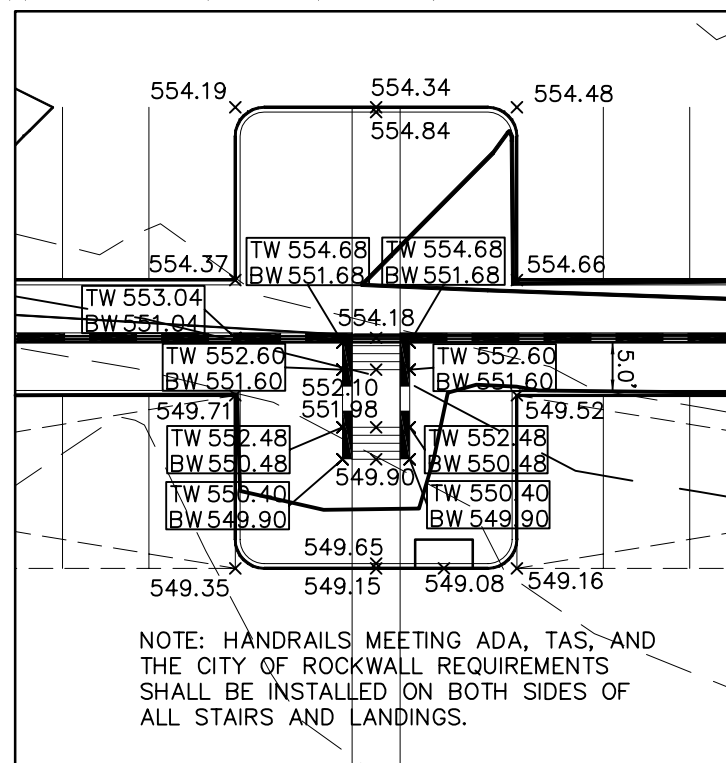 554.19
554.34
554.48
554.84
TW 554.68
BW 551.68
TW 554.68
BW 551.68
554.37
554.66
TW 553.04
BW 551.04
554.18
TW 552.60
BW 551.60
TW 552.60
BW 551.60
5.0'
552.10
549.71
551.98
549.52
TW 552.48
BW 550.48
TW 552.48
BW 550.48
549.90
TW 550.40
BW 549.90
TW 550.40
BW 549.90
549.65
549.35
549.15
549.08
549.16
NOTE: HANDRAILS MEETING ADA, TAS, AND
THE CITY OF ROCKWALL REQUIREMENTS
SHALL BE INSTALLED ON BOTH SIDES OF
ALL STAIRS AND LANDINGS.